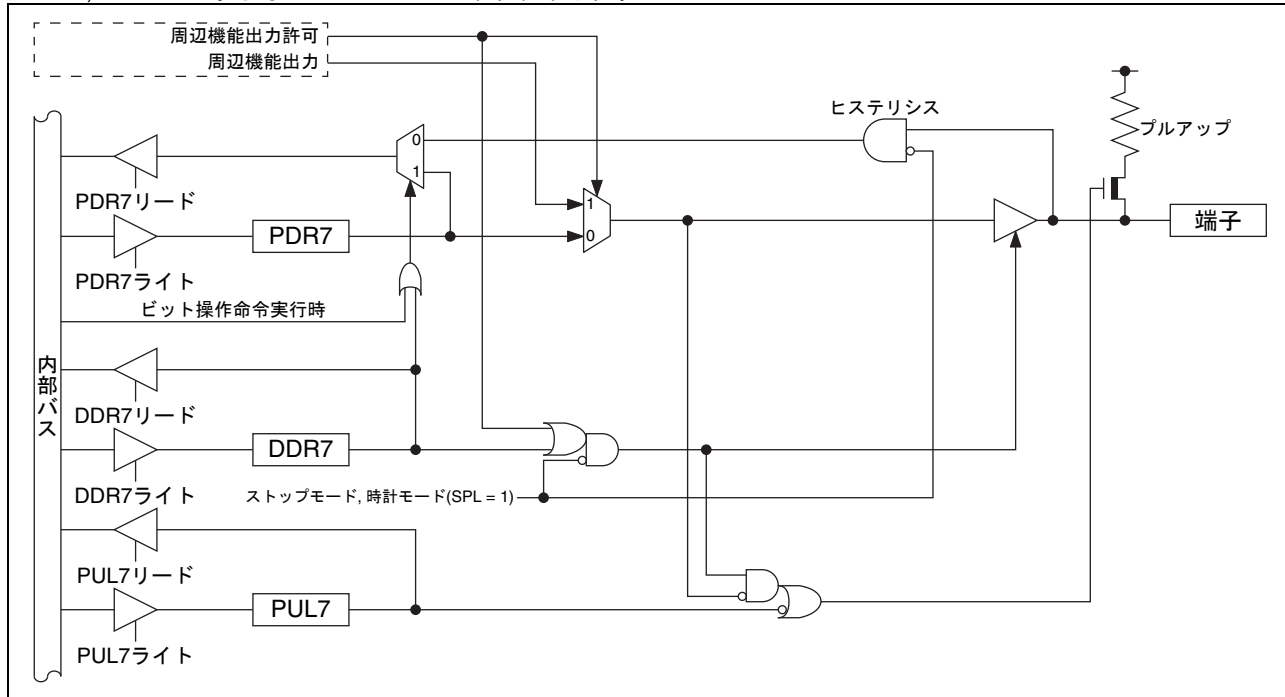 周辺機能出力許可
周辺機能出力
ヒステリシス
プルアップ
0
1
PDR7リード
1
0
PDR7
端子
PDR7ライト
ビット操作命令実行時
内部バス
DDR7リード
DDR7
DDR7ライト
ストップモード, 時計モード(SPL = 1)
PUL7リード
PUL7
PUL7ライト